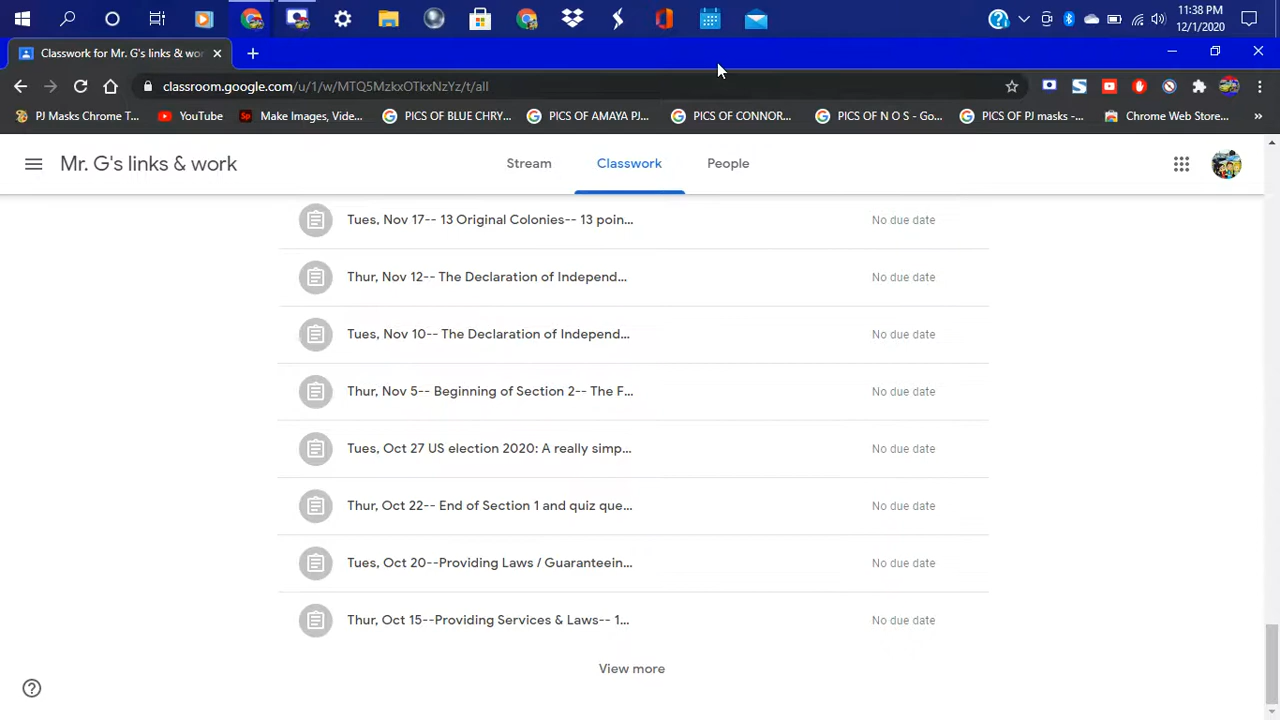 11:38 PM
12/1/2020
Classwork for Mr. G's links & wor
classroom.google.com/u/1/w/MTQ5MzkxOTkxNzYz/t/all
PJ Masks Chrome T... YouTube Sp Make Images, Vide... PICS OF BLUE CHRY... PICS OF AMAYA PJ... PICS OF CONNOR... PICS OF N O S - Go... PICS OF PJ masks -... Chrome Web Store...
Mr. G's links & work Stream Classwork People
Tues, Nov 17-- 13 Original Colonies-- 13 poin... No due date
Thur, Nov 12-- The Declaration of Independ... No due date
Tues, Nov 10-- The Declaration of Independ... No due date
Thur, Nov 5-- Beginning of Section 2-- The F... No due date
Tues, Oct 27 US election 2020: A really simp... No due date
Thur, Oct 22-- End of Section 1 and quiz que... No due date
Tues, Oct 20--Providing Laws / Guaranteein... No due date
Thur, Oct 15--Providing Services & Laws-- 1... No due date
View more